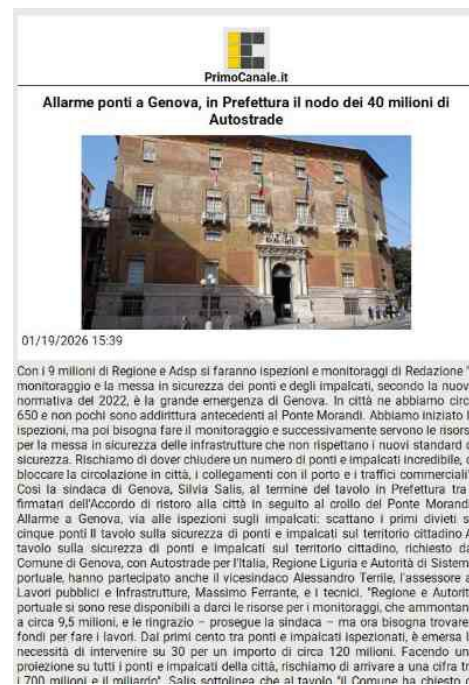 PrimoCanale.it
Allarme ponti a Genova, in Prefettura il nodo dei 40 milioni di
Autostrade
01/19/2026 15:39
Con i 9 milioni di Regione e Adsp si faranno ispezioni e monitoraggi di Redazione "
monitoraggio e la messa in sicurezza dei ponti e degli impalcati, secondo la nuov
normativa del 2022, è la grande emergenza di Genova. In città ne abbiamo circ
650 e non pochi sono addirittura antecedenti al Ponte Morandi. Abbiamo iniziato l
ispezioni, ma poi bisogna fare il monitoraggio e successivamente servono le risors
per la messa in sicurezza delle infrastrutture che non rispettano i nuovi standard d
sicurezza. Rischiamo di dover chiudere un numero di ponti e impalcati incredibile, d
bloccare la circolazione in città, i collegamenti con il porto e i traffici commerciali"
Così la sindaca di Genova, Silvia Salis, al termine del tavolo in Prefettura tra
firmatari dell'Accordo di ristoro alla città in seguito al crollo del Ponte Morandi
Allarme a Genova, via alle ispezioni sugli impalcati: scattano i primi divieti s
cinque ponti Il tavolo sulla sicurezza di ponti e impalcati sul territorio cittadino A
tavolo sulla sicurezza di ponti e impalcati sul territorio cittadino, richiesto da
Comune di Genova, con Autostrade per l'Italia, Regione Liguria e Autorità di Sistem
portuale, hanno partecipato anche il vicesindaco Alessandro Terrile, l'assessore a
Lavori pubblici e Infrastrutture, Massimo Ferrante, e i tecnici. "Regione e Autorit
portuale si sono rese disponibili a darci le risorse per i monitoraggi, che ammontan
a circa 9,5 milioni, e le ringrazio – prosegue la sindaca – ma ora bisogna trovare
fondi per fare i lavori. Dai primi cento tra ponti e impalcati ispezionati, è emersa l
necessità di intervenire su 30 per un importo di circa 120 milioni. Facendo un
proiezione su tutti i ponti e impalcati della città, rischiamo di arrivare a una cifra tr
i 700 milioni e il miliardo". Salis sottolinea che al tavolo "il Comune ha chiesto